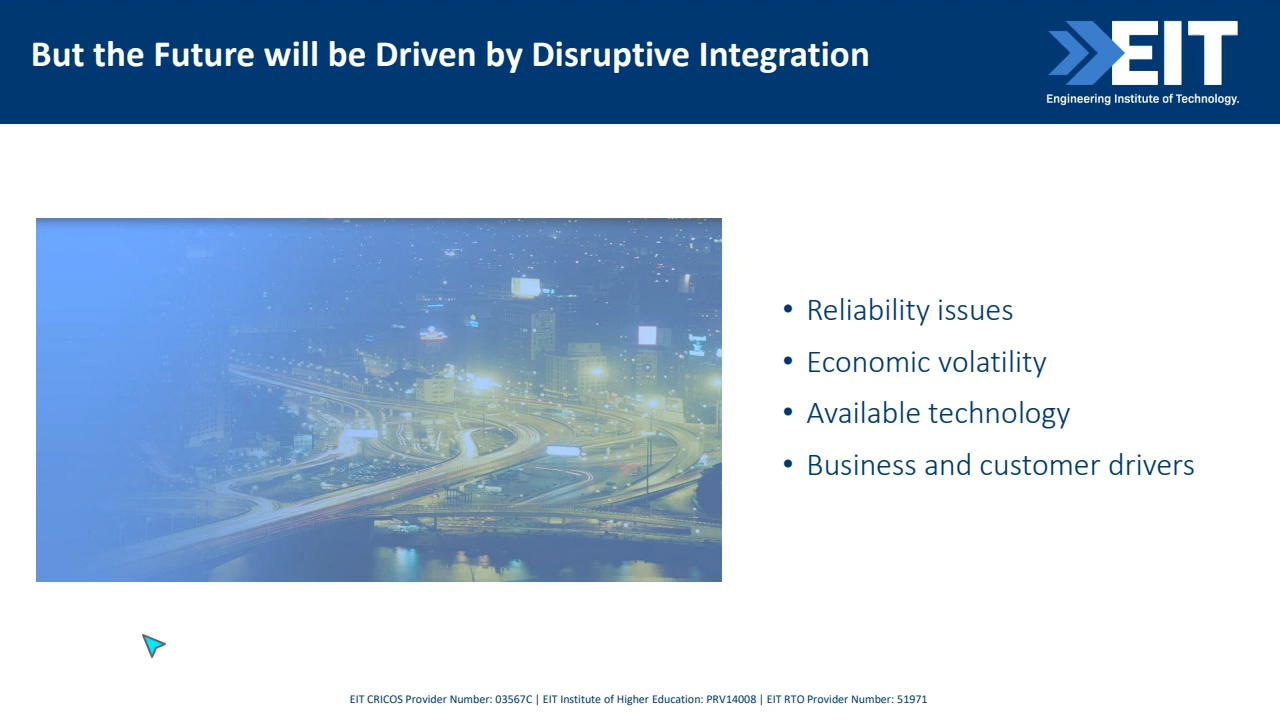 But the Future will be Driven by Disruptive Integration
EIT
Engineering Institute of Technology.
• Reliability issues
• Economic volatility
• Available technology
• Business and customer drivers
EIT CRICOS Provider Number: 03567C | EIT Institute of Higher Education: PRV14008 | EIT RTO Provider Number: 51971